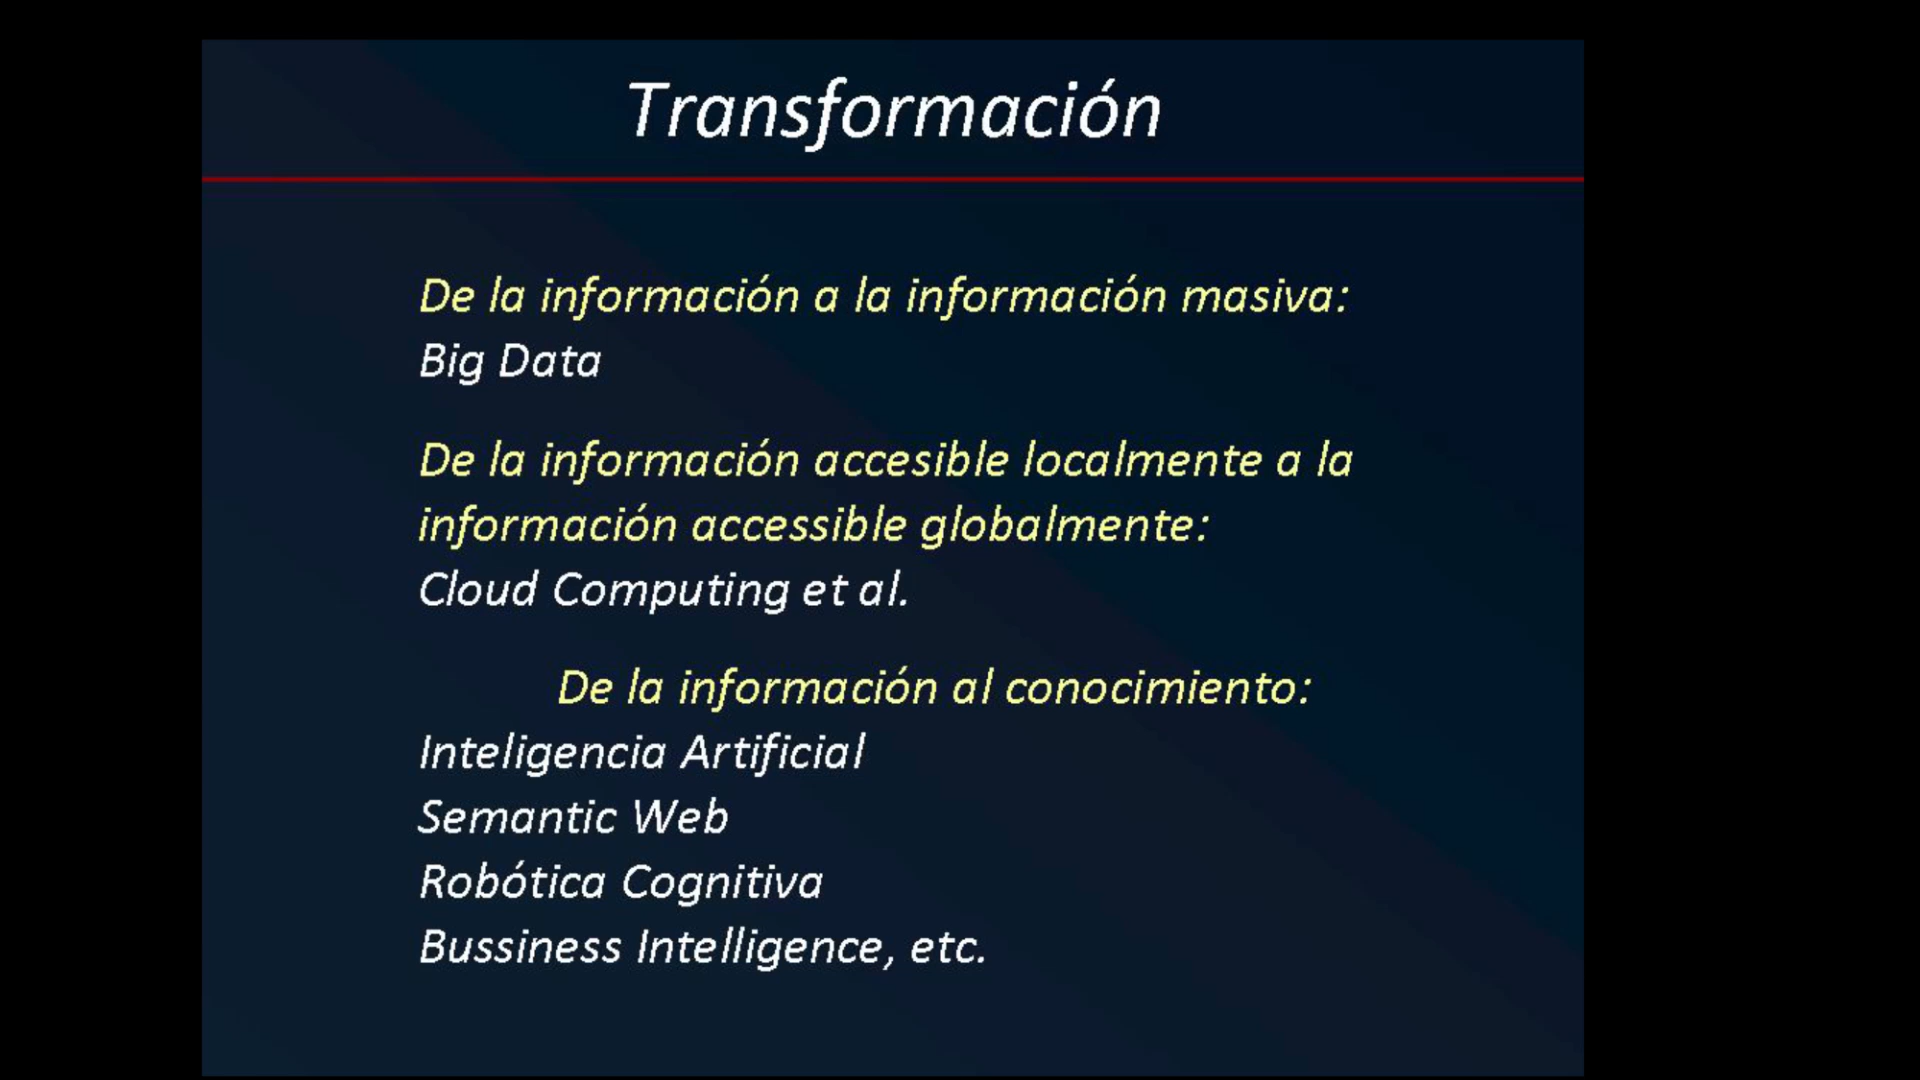 Transformación
De la información a la información masiva:
Big Data
De la información accesible localmente a la
información accessible globalmente:
Cloud Computing et al.
De la información al conocimiento:
Inteligencia Artificial
Semantic Web
Robótica Cognitiva
Bussiness Intelligence, etc.